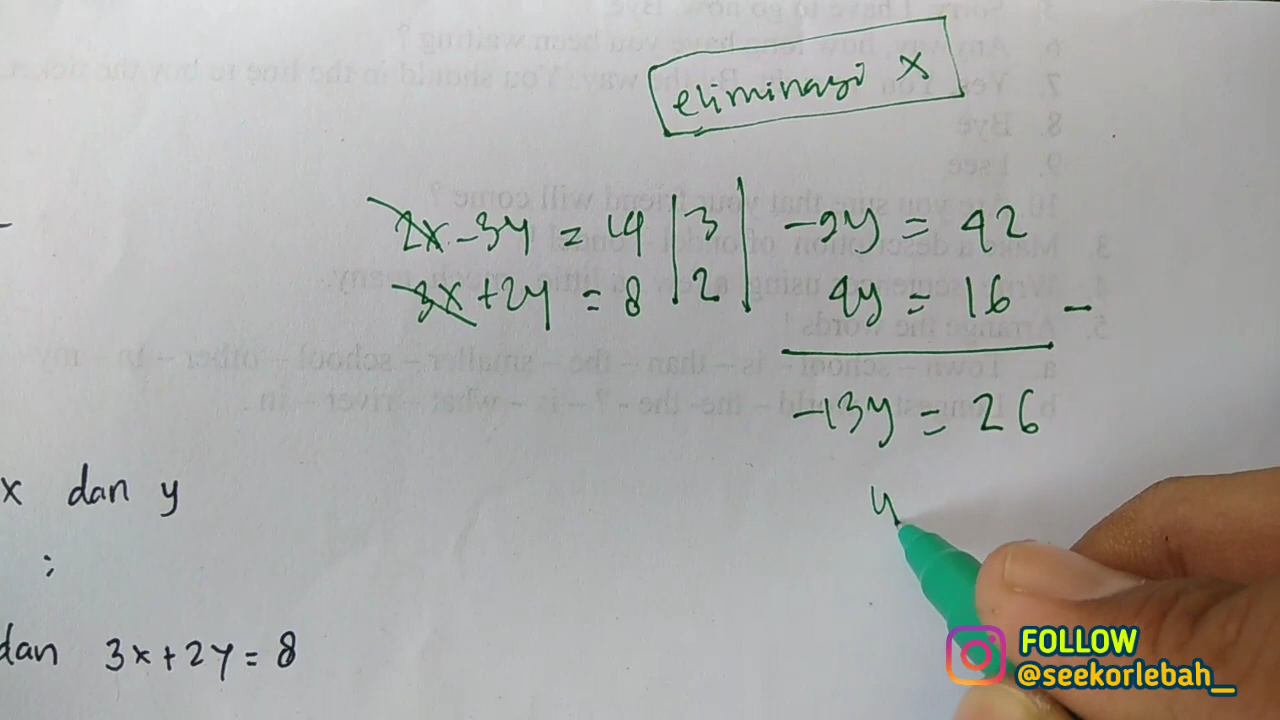 eliminasi x
2x - 3y = 14 | 3 | -9y = 42
3x + 2y = 8 | 2 | 4y = 16 -
-13y = 26
y
x dan y
:
dan 3x + 2y = 8
FOLLOW
@seekorlebah_